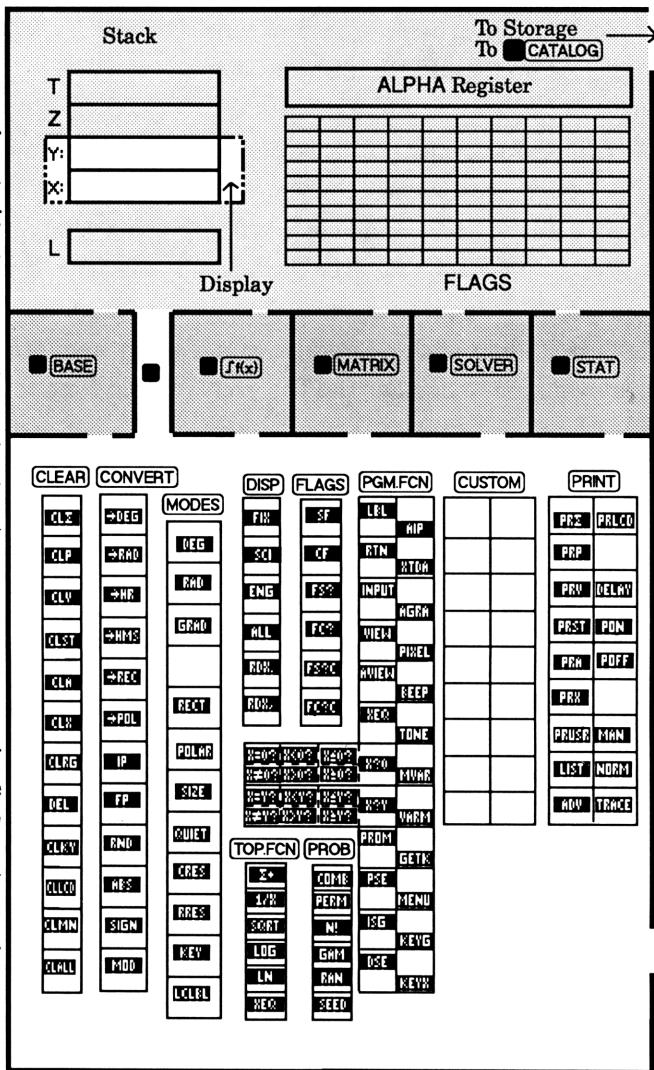 Stack
To Storage
To CATALOG
T
Z
Y:
X:
L
Display
ALPHA Register
FLAGS
BASE
∫f(x)
MATRIX
SOLVER
STAT
CLEAR
CLΣ
CLP
CLV
CLST
CLA
CLX
CLRG
DEL
CLKY
CLLCD
CLMN
CLALL
CONVERT
→DEG
→RAD
→HR
→HMS
→REC
→POL
IP
FP
RND
ABS
SIGN
MOD
MODES
DEG
RAD
GRAD
RECT
POLAR
SIZE
QUIET
CRES
RRES
KEY
LCLBL
DISP
FIX
SCI
ENG
ALL
RDX.
RDX,
FLAGS
SF
CF
FS?
FC?
FS?C
FC?C
X=0? X<0? X≤0?
X≠0? X>0? X≥0?
X=Y? X<Y? X≤Y?
X≠Y? X>Y? X≥Y?
TOP.FCN
Σ+
1/X
SQRT
LOG
LN
XEQ
PROB
COMB
PERM
N!
GAM
RAN
SEED
PGM.FCN
LBL
RTN
INPUT
VIEW
AVIEW
XEQ
X?0
X?Y
PROM
PSE
ISG
DSE
AIP
XTOA
AGRA
PIXEL
BEEP
TONE
MVAR
VARM
GETK
MENU
KEYG
KEYX
CUSTOM
PRINT
PRΣ PRLCD
PRP
PRV DELAY
PRST PON
PRA POFF
PRX
PRUSR MAN
LIST NORM
ADV TRACE